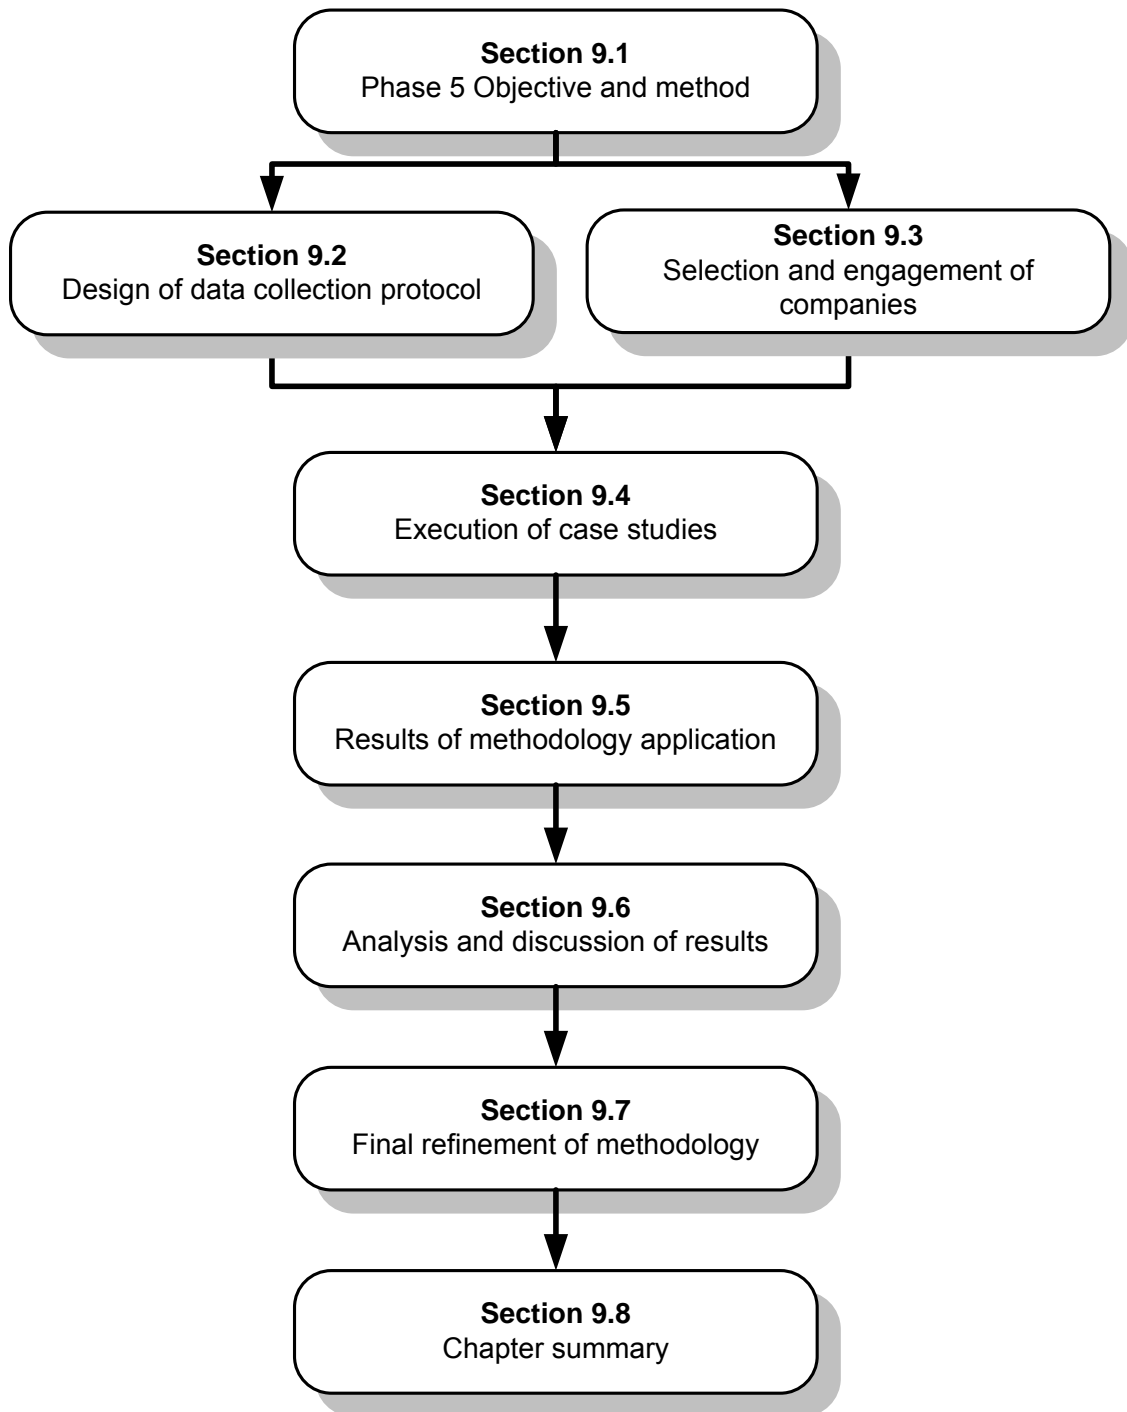 Section 9.1
Phase 5 Objective and method
Section 9.2
Design of data collection protocol
Section 9.3
Selection and engagement of
companies
Section 9.4
Execution of case studies
Section 9.5
Results of methodology application
Section 9.6
Analysis and discussion of results
Section 9.7
Final refinement of methodology
Section 9.8
Chapter summary